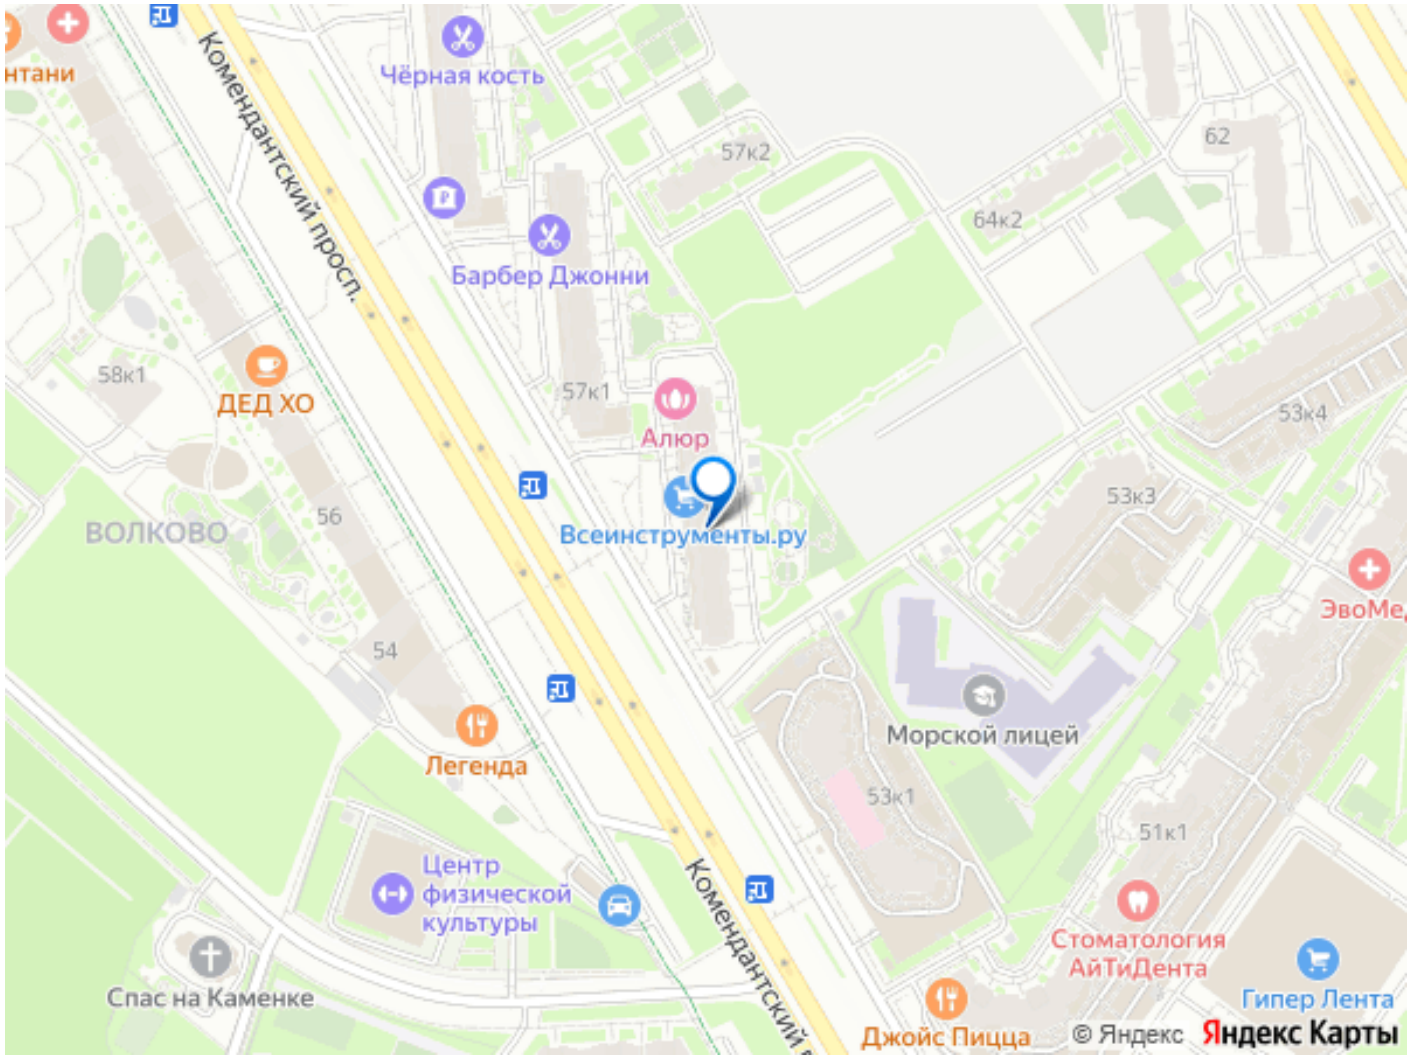 нтани
Комендантский просп.
Чёрная кость
57к2
62
64к2
Барбер Джонни
58к1
ДЕД ХО
57к1
Алюр
53к4
53к3
56
ВОЛКОВО
Всеинструменты.ру
ЭвоМед
54
Легенда
Морской лицей
53к1
51к1
Центр
физической
культуры
Комендантский п
Стоматология
АйТиДента
Спас на Каменке
Гипер Лента
Джойс Пицца
© Яндекс Яндекс Карты